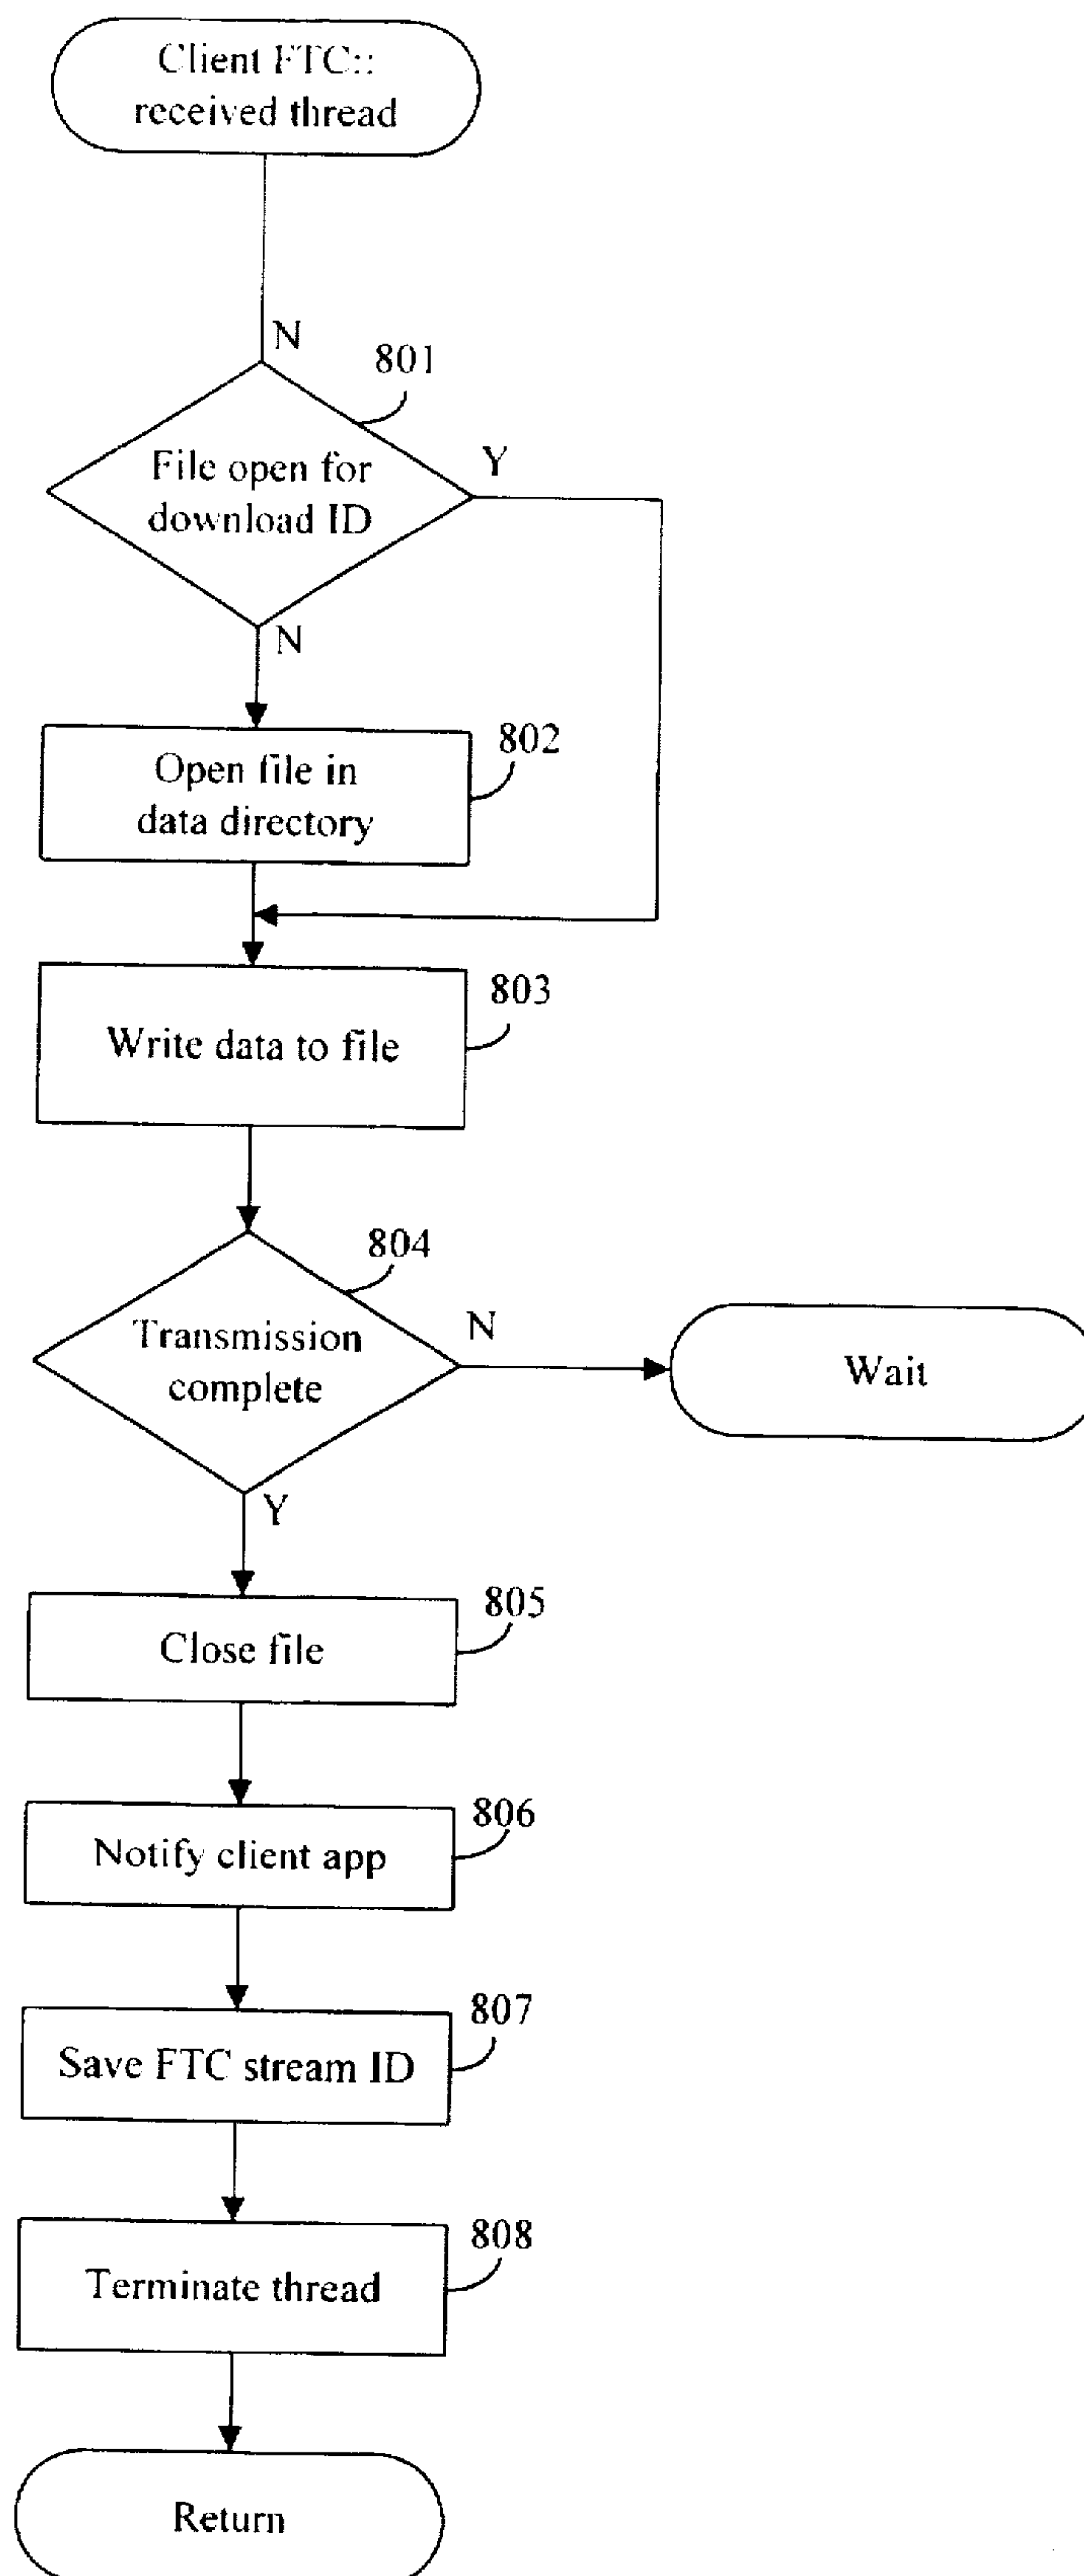 Client FTC::
received thread
N
801
File open for
download ID
Y
N
802
Open file in
data directory
803
Write data to file
804
Transmission
complete
N
Wait
Y
805
Close file
806
Notify client app
807
Save FTC stream ID
808
Terminate thread
Return